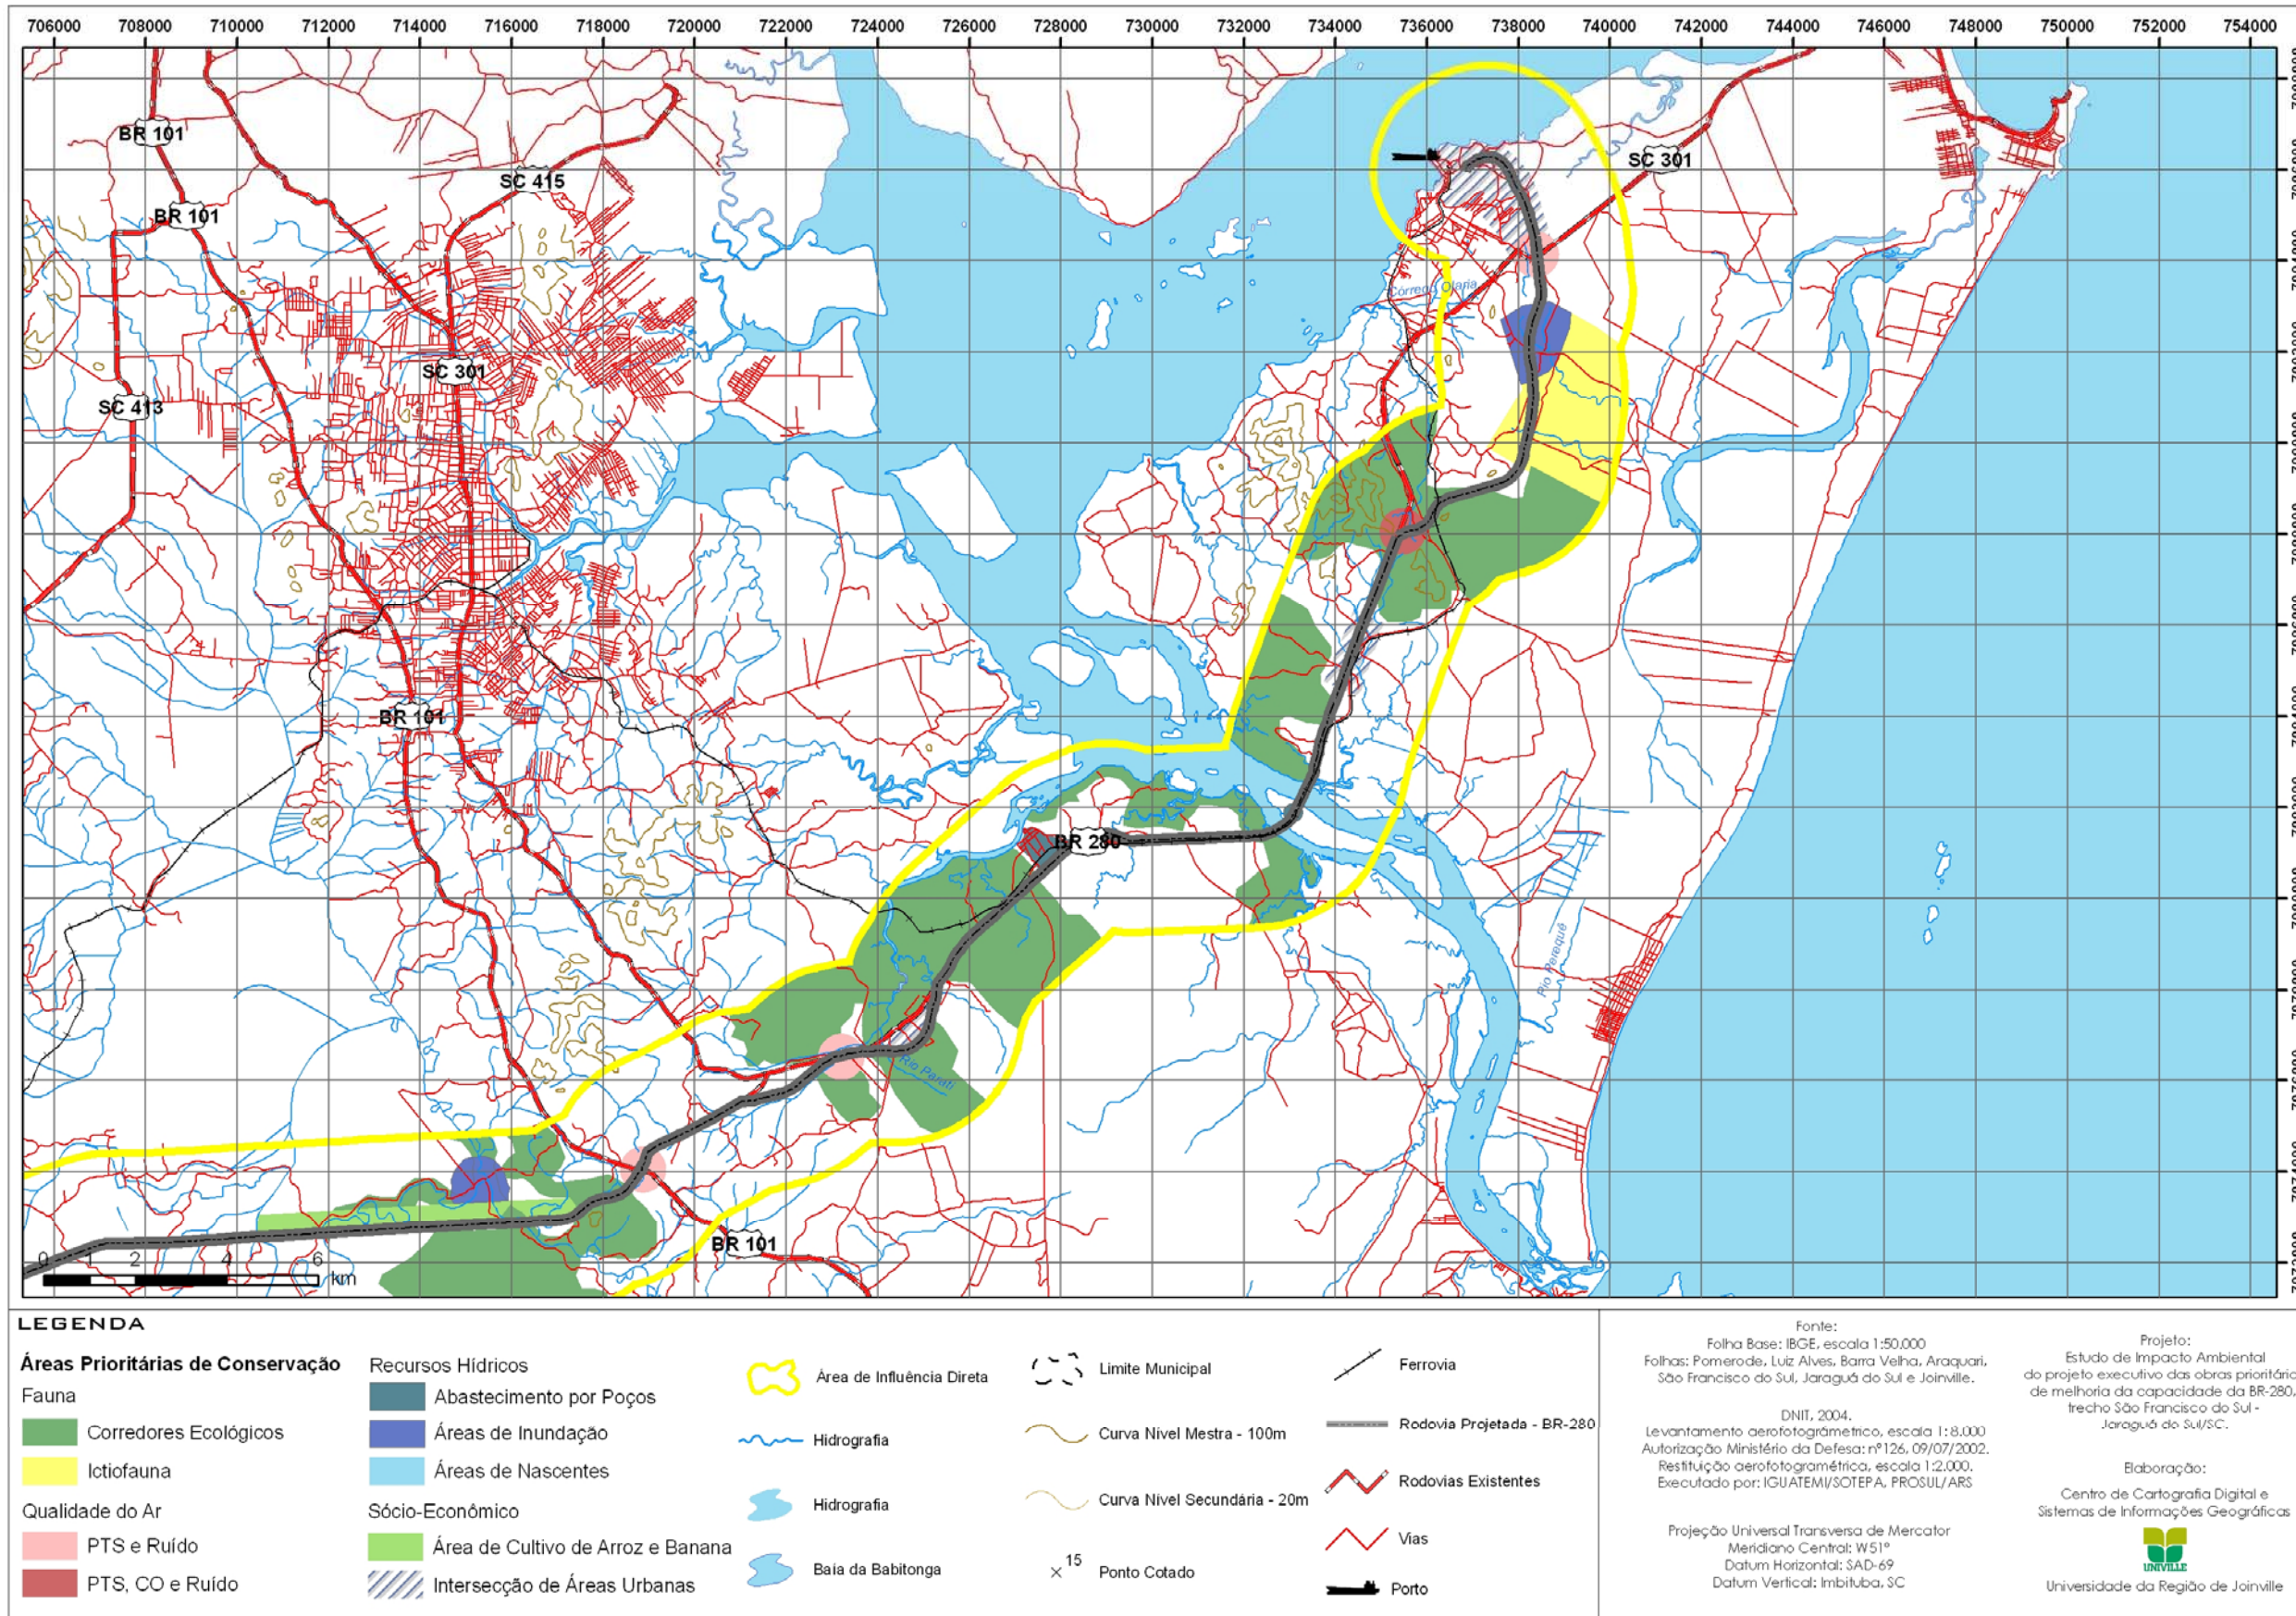 706000 708000 710000 712000 714000 716000 718000 720000 722000 724000 726000 728000 730000 732000 734000 736000 738000 740000 742000 744000 746000 748000 750000 752000 754000
BR 101
SC 415
SC 301
BR 101
Córrego Olaria
SC 301
SC 413
BR 101
BR 280
Rio Perequê
Rio Parati
BR 101
0 2 4 6 km
LEGENDA
Áreas Prioritárias de Conservação
Fauna
Corredores Ecológicos
Ictiofauna
Qualidade do Ar
PTS e Ruído
PTS, CO e Ruído
Recursos Hídricos
Abastecimento por Poços
Áreas de Inundação
Áreas de Nascentes
Sócio-Econômico
Área de Cultivo de Arroz e Banana
Intersecção de Áreas Urbanas
Área de Influência Direta
Hidrografia
Hidrografia
Baia da Babitonga
Limite Municipal
Curva Nível Mestra - 100m
Curva Nível Secundária - 20m
15
Ponto Cotado
Ferrovia
Rodovia Projetada - BR-280
Rodovias Existentes
Vias
Porto
Fonte:
Folha Base: IBGE, escala 1:50.000
Folhas: Pomerode, Luiz Alves, Barra Velha, Araquari,
São Francisco do Sul, Jaraguá do Sul e Joinville.
DNIT, 2004.
Levantamento aerofotogrâmetrico, escala 1:8.000
Autorização Ministério da Defesa: nº126, 09/07/2002.
Restituição aerofotogramétrica, escala 1:2.000.
Executado por: IGUATEMI/SOTEPA, PROSUL/ARS
Projeção Universal Transversa de Mercator
Meridiano Central: W51º
Datum Horizontal: SAD-69
Datum Vertical: Imbituba, SC
Projeto:
Estudo de Impacto Ambiental
do projeto executivo das obras prioritári
de melhoria da capacidade da BR-280,
trecho São Francisco do Sul -
Jaraguá do Sul/SC.
Elaboração:
Centro de Cartografia Digital e
Sistemas de Informações Geográficas
UNIVILLE
Universidade da Região de Joinville